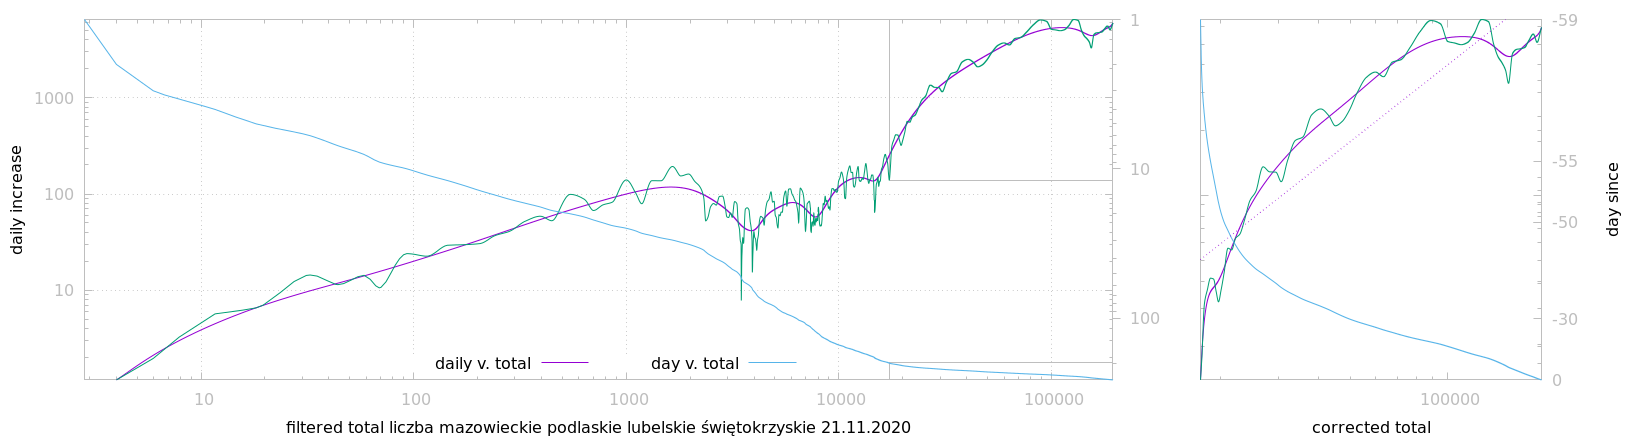 1000
100
10
daily increase
1
10
100
daily v. total
day v. total
10
100
1000
10000
100000
filtered total liczba mazowieckie podlaskie lubelskie świętokrzyskie 21.11.2020
-59
-55
-50
-30
0
day since
100000
corrected total